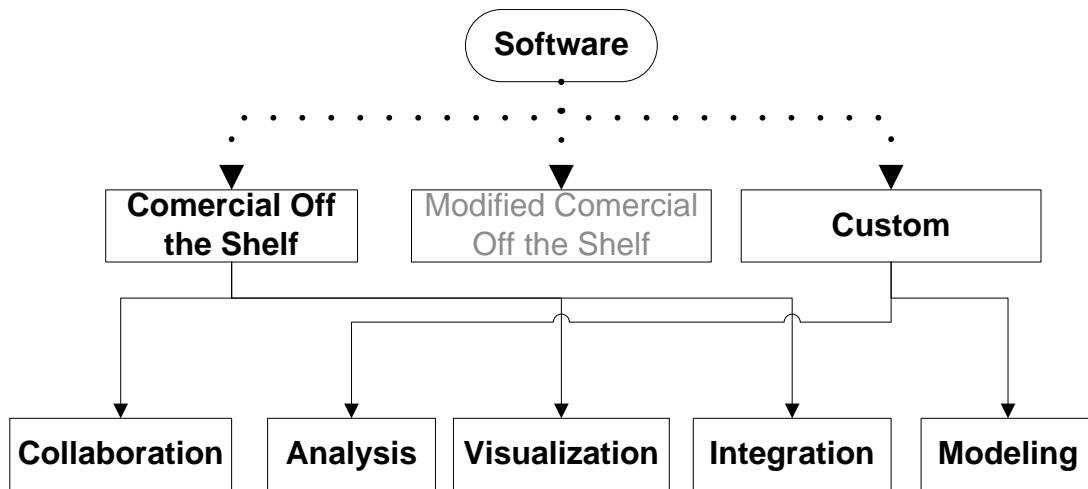 Software
Comercial Off
the Shelf
Modified Comercial
Off the Shelf
Custom
Collaboration
Analysis
Visualization
Integration
Modeling